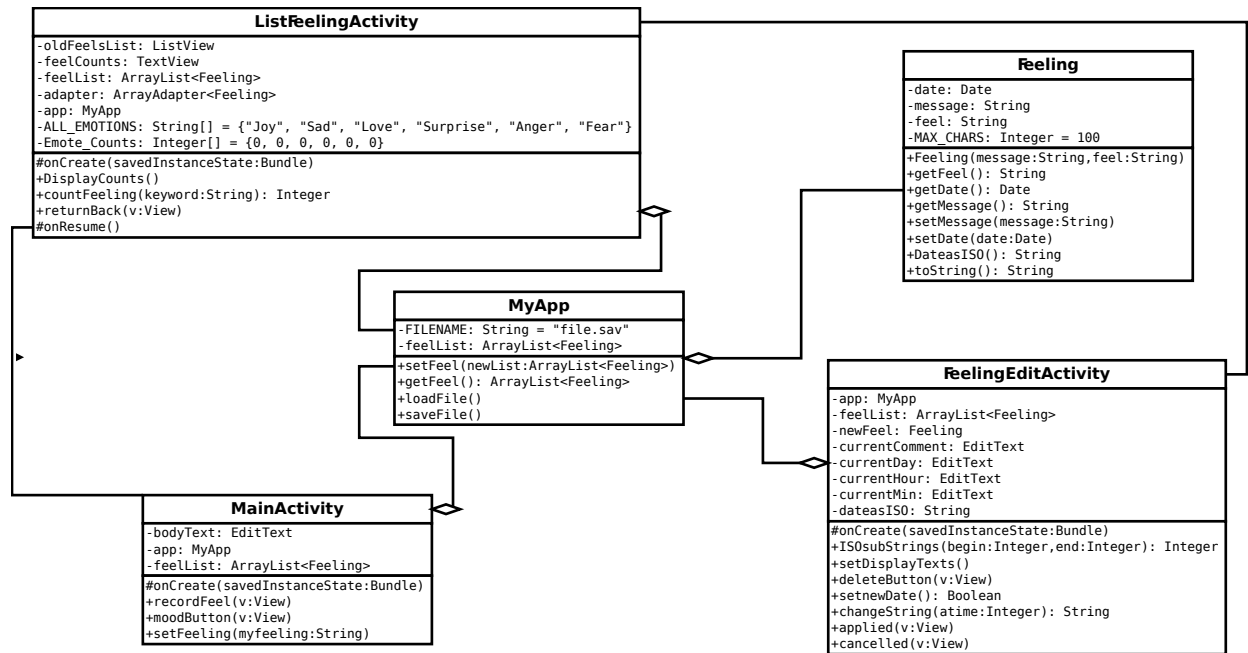 ListFeelingActivity
-oldFeelsList: ListView
-feelCounts: TextView
-feelList: ArrayList<Feeling>
-adapter: ArrayAdapter<Feeling>
-app: MyApp
-ALL_EMOTIONS: String[] = {"Joy", "Sad", "Love", "Surprise", "Anger", "Fear"}
-Emote_Counts: Integer[] = {0, 0, 0, 0, 0, 0}
#onCreate(savedInstanceState:Bundle)
+DisplayCounts()
+countFeeling(keyword:String): Integer
+returnBack(v:View)
#onResume()
Feeling
-date: Date
-message: String
-feel: String
-MAX_CHARS: Integer = 100
+Feeling(message:String,feel:String)
+getFeel(): String
+getDate(): Date
+getMessage(): String
+setMessage(message:String)
+setDate(date:Date)
+DateasISO(): String
+toString(): String
MyApp
-FILENAME: String = "file.sav"
-feelList: ArrayList<Feeling>
+setFeel(newList:ArrayList<Feeling>)
+getFeel(): ArrayList<Feeling>
+loadFile()
+saveFile()
FeelingEditActivity
-app: MyApp
-feelList: ArrayList<Feeling>
-newFeel: Feeling
-currentComment: EditText
-currentDay: EditText
-currentHour: EditText
-currentMin: EditText
-dateasISO: String
#onCreate(savedInstanceState:Bundle)
+ISOsubStrings(begin:Integer,end:Integer): Integer
+setDisplayTexts()
+deleteButton(v:View)
+setnewDate(): Boolean
+changeString(atime:Integer): String
+applied(v:View)
+cancelled(v:View)
MainActivity
-bodyText: EditText
-app: MyApp
-feelList: ArrayList<Feeling>
#onCreate(savedInstanceState:Bundle)
+recordFeel(v:View)
+moodButton(v:View)
+setFeeling(myfeeling:String)